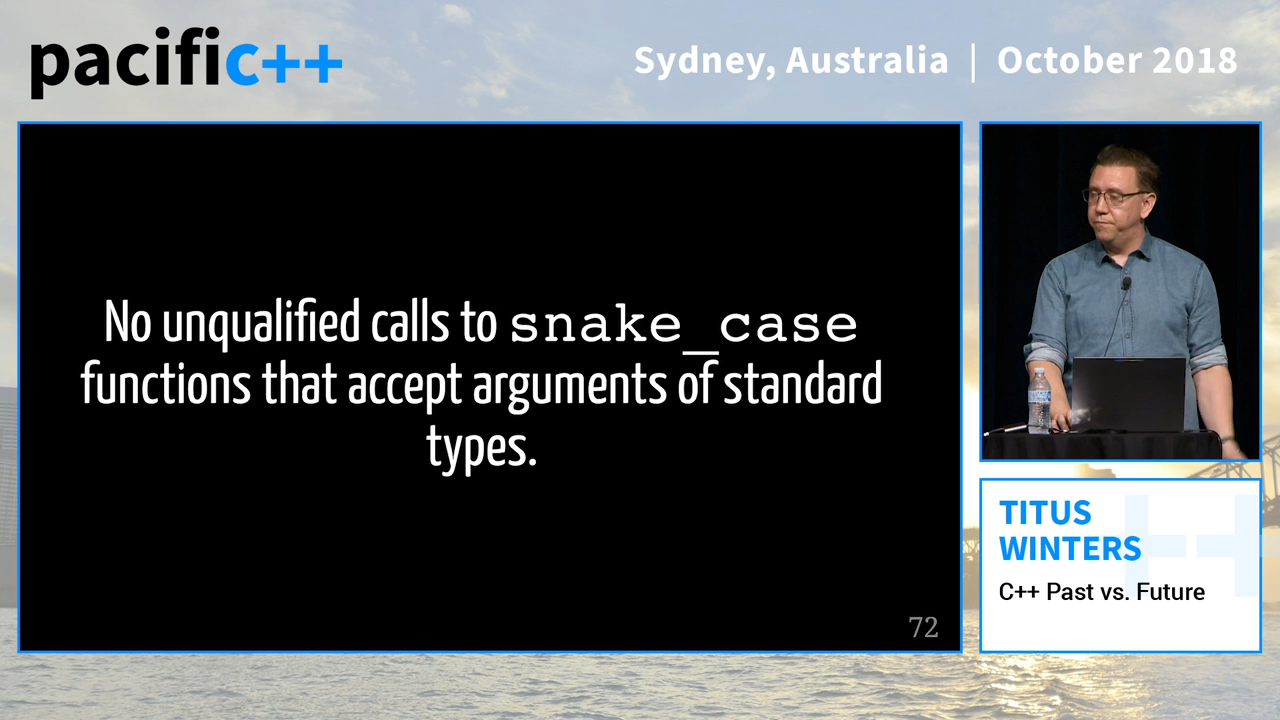 pacific++
Sydney, Australia | October 2018
No unqualified calls to snake_case
functions that accept arguments of standard
types.
72
TITUS
WINTERS
C++ Past vs. Future